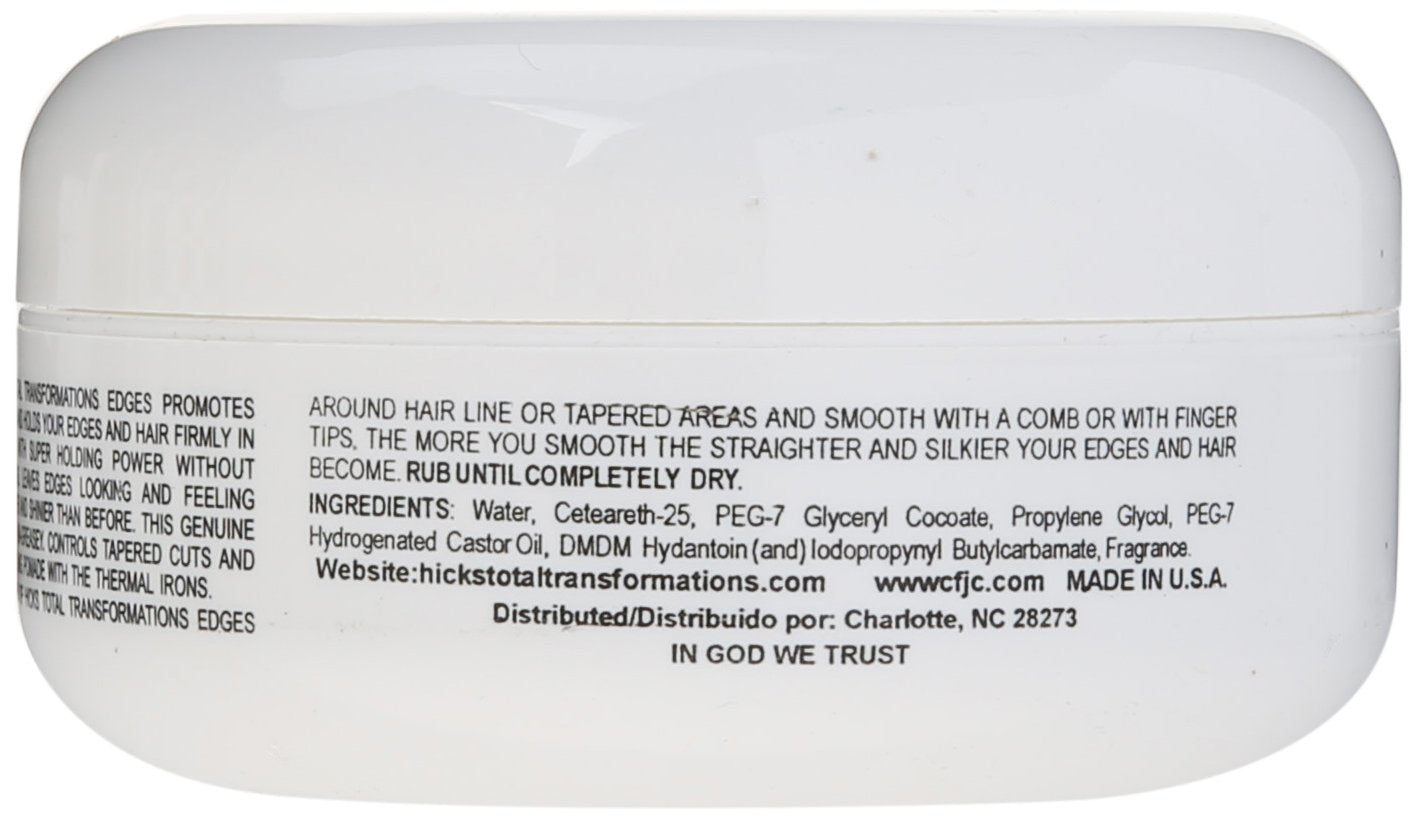 TRANSFORMATIONS EDGES PROMOTES
HOLDS YOUR EDGES AND HAIR FIRMLY IN
SUPER HOLDING POWER WITHOUT
LEAVES EDGES LOOKING AND FEELING
SHINIER THAN BEFORE. THIS GENUINE
CONTROLS TAPERED CUTS AND
POMADE WITH THE THERMAL IRONS.
HICKS TOTAL TRANSFORMATIONS EDGES
AROUND HAIR LINE OR TAPERED AREAS AND SMOOTH WITH A COMB OR WITH FINGER
TIPS. THE MORE YOU SMOOTH THE STRAIGHTER AND SILKIER YOUR EDGES AND HAIR
BECOME. RUB UNTIL COMPLETELY DRY.
INGREDIENTS: Water, Ceteareth-25, PEG-7 Glyceryl Cocoate, Propylene Glycol, PEG-7
Hydrogenated Castor Oil, DMDM Hydantoin (and) Iodopropynyl Butylcarbamate, Fragrance.
Website:hickstotaltransformations.com wwwcfjc.com MADE IN U.S.A.
Distributed/Distribuido por: Charlotte, NC 28273
IN GOD WE TRUST